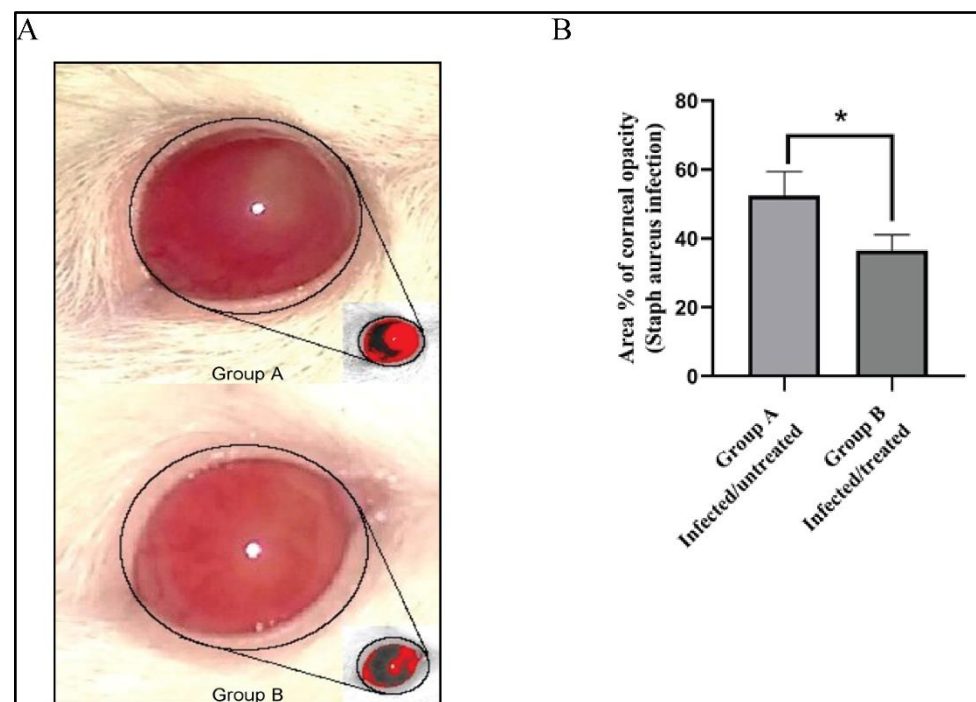 A
Group A
Group B
B
80
60
40
20
0
*
Area % of corneal opacity
(Staph aureus infection)
Group A
Infected/untreated
Group B
Infected/treated